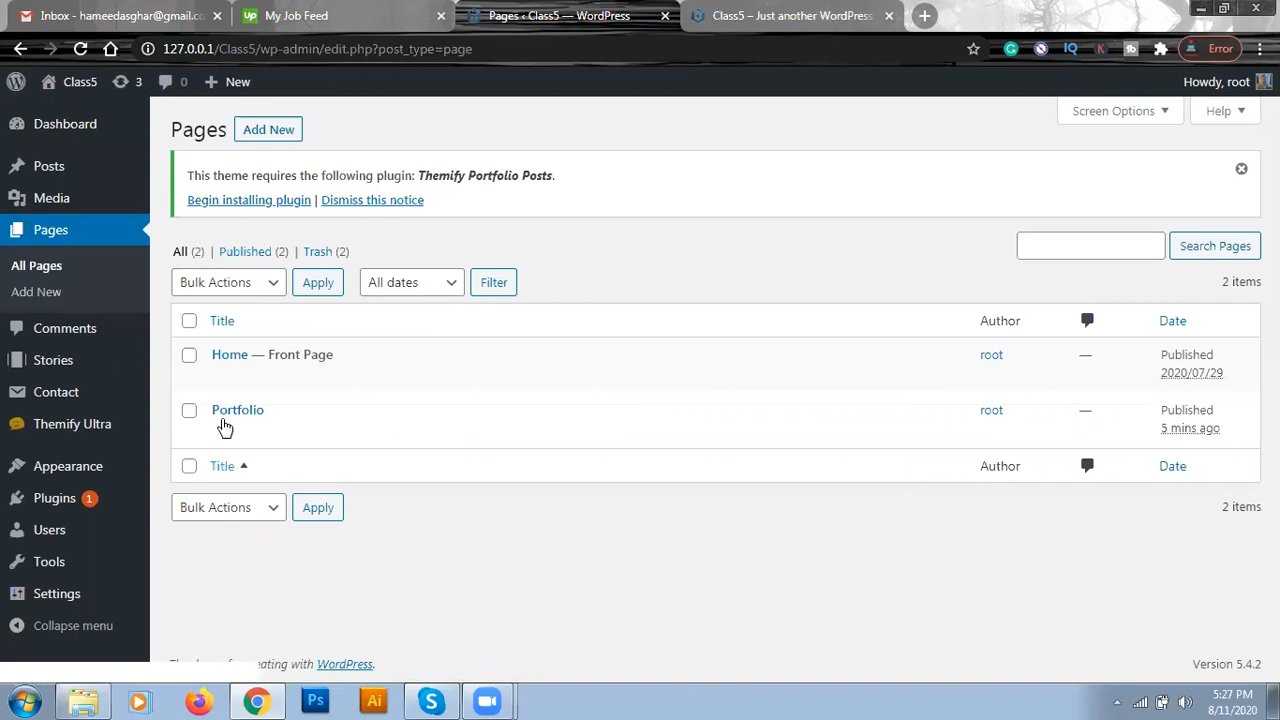 Inbox - hameedasghar@gmail
My Job Feed
Pages ‹ Class5 — WordPress
Class5 – Just another WordPress
127.0.0.1/Class5/wp-admin/edit.php?post_type=page
Error
Class5
3
0
New
Howdy, root
Dashboard
Posts
Media
Pages
All Pages
Add New
Comments
Stories
Contact
Themify Ultra
Appearance
Plugins 1
Users
Tools
Settings
Collapse menu
Screen Options
Help
Pages
Add New
This theme requires the following plugin: Themify Portfolio Posts.
Begin installing plugin | Dismiss this notice
All (2) | Published (2) | Trash (2)
Search Pages
Bulk Actions
Apply
All dates
Filter
2 items
Title
Author
Date
Home — Front Page
root
—
Published
2020/07/29
Portfolio
root
—
Published
5 mins ago
Title
Author
Date
Bulk Actions
Apply
2 items
eating with WordPress.
Version 5.4.2
Ps
Ai
5:27 PM
8/11/2020